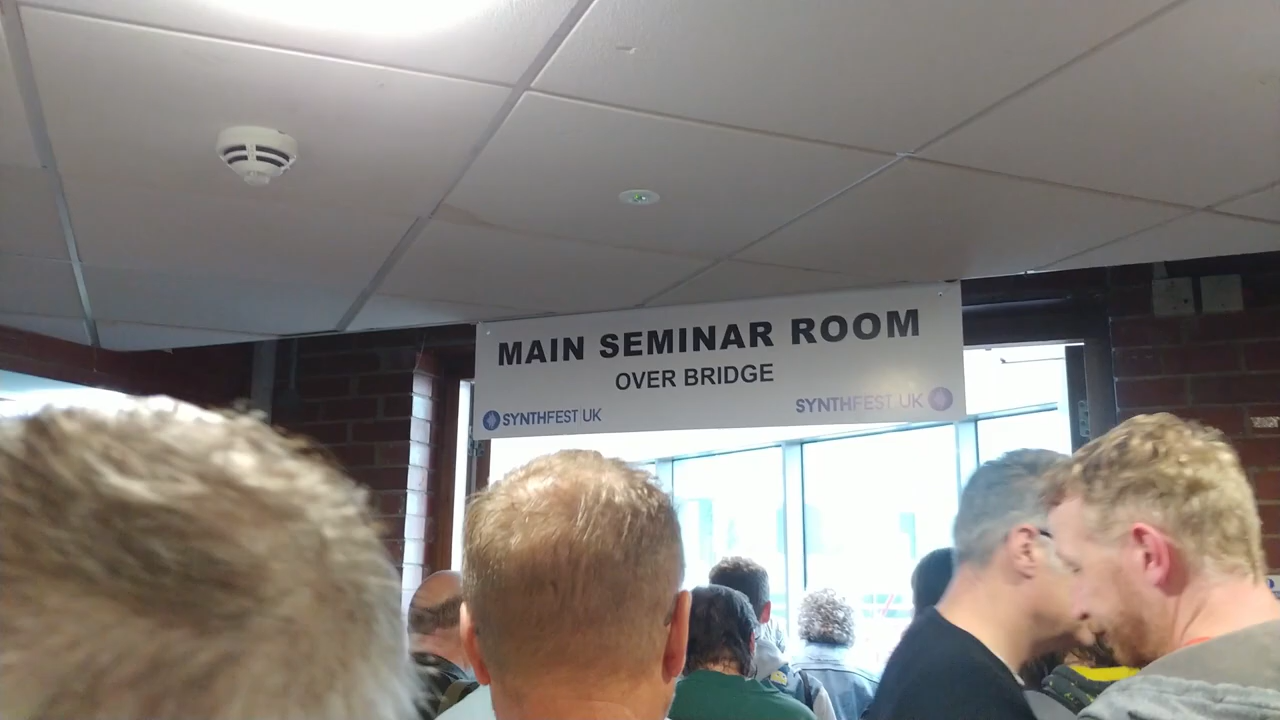 MAIN SEMINAR ROOM
OVER BRIDGE
SYNTHFEST UK
SYNTHFEST UK